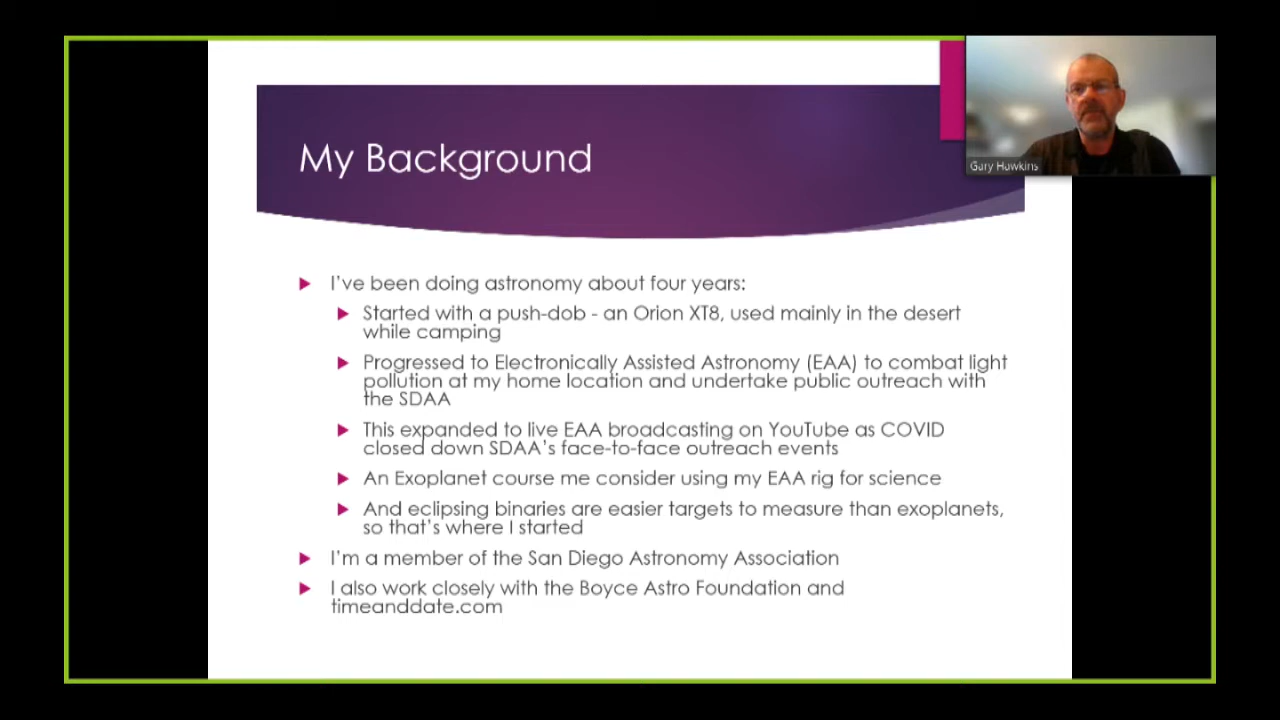 My Background
Gary Hawkins
I've been doing astronomy about four years:
Started with a push-dob - an Orion XT8, used mainly in the desert
while camping
Progressed to Electronically Assisted Astronomy (EAA) to combat light
pollution at my home location and undertake public outreach with
the SDAA
This expanded to live EAA broadcasting on YouTube as COVID
closed down SDAA's face-to-face outreach events
An Exoplanet course me consider using my EAA rig for science
And eclipsing binaries are easier targets to measure than exoplanets,
so that's where I started
I'm a member of the San Diego Astronomy Association
I also work closely with the Boyce Astro Foundation and
timeanddate.com